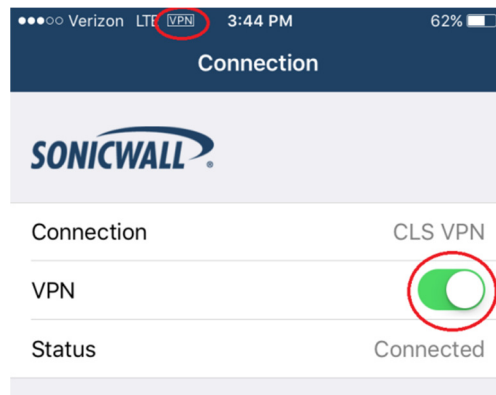 Verizon LTE VPN 3:44 PM 62%
Connection
SONICWALL
Connection CLS VPN
VPN
Status Connected